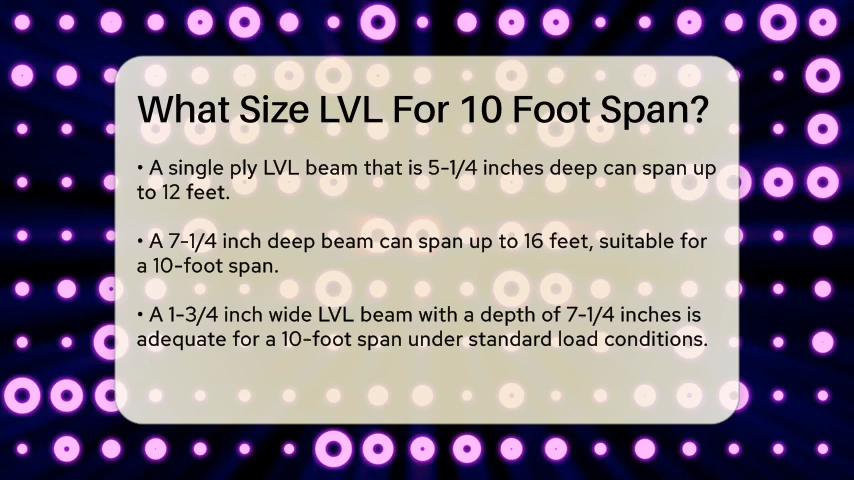 What Size LVL For 10 Foot Span?
• A single ply LVL beam that is 5-1/4 inches deep can span up
to 12 feet.
• A 7-1/4 inch deep beam can span up to 16 feet, suitable for
a 10-foot span.
• A 1-3/4 inch wide LVL beam with a depth of 7-1/4 inches is
adequate for a 10-foot span under standard load conditions.